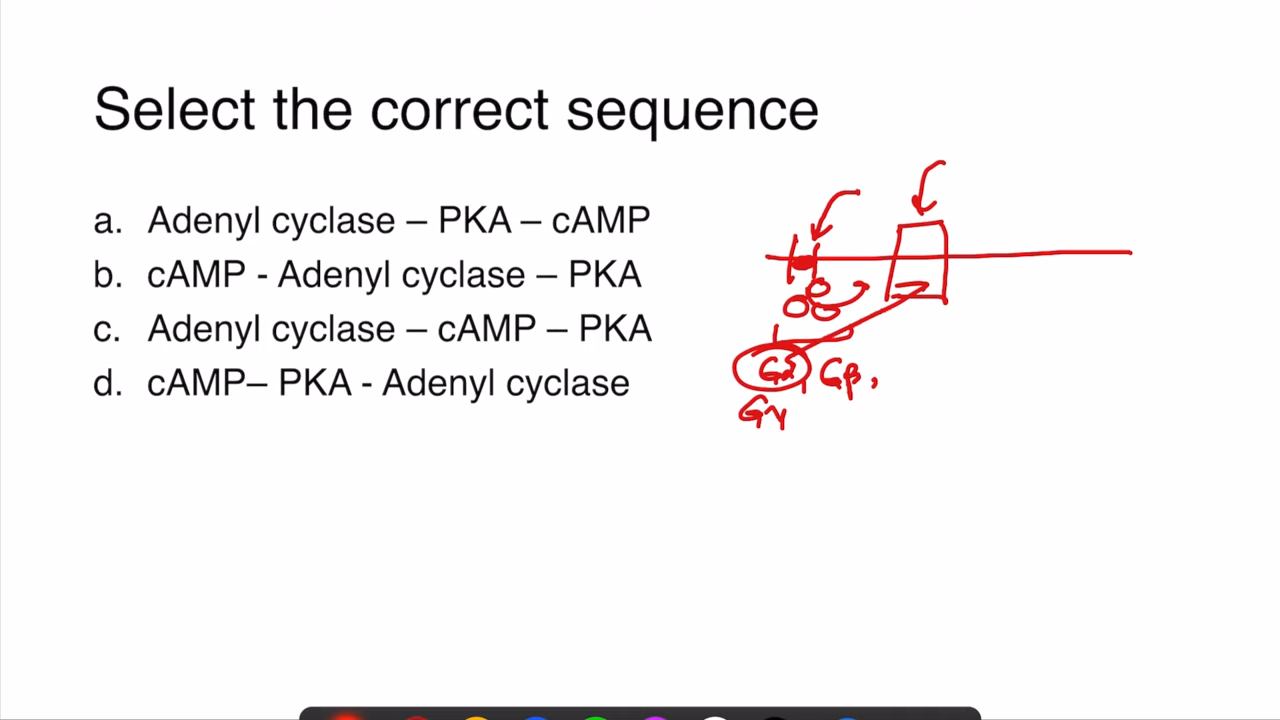 Select the correct sequence
a. Adenyl cyclase – PKA – cAMP
b. cAMP - Adenyl cyclase – PKA
c. Adenyl cyclase – cAMP – PKA
d. cAMP– PKA - Adenyl cyclase
Gα Gβ,
Gγ